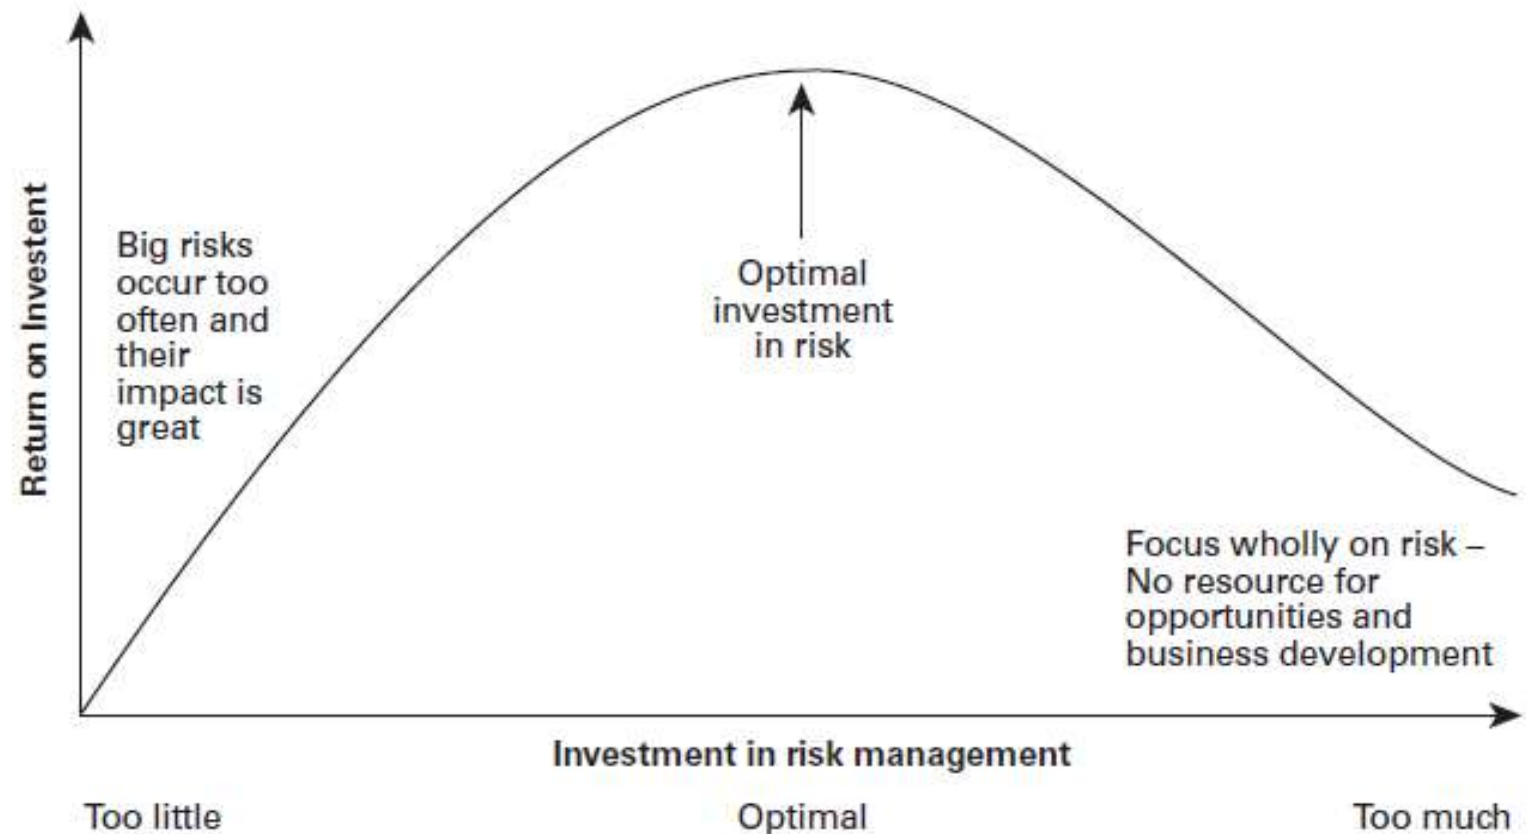 Return on Investent
Big risks
occur too
often and
their
impact is
great
Optimal
investment
in risk
Focus wholly on risk –
No resource for
opportunities and
business development
Investment in risk management
Too little
Optimal
Too much